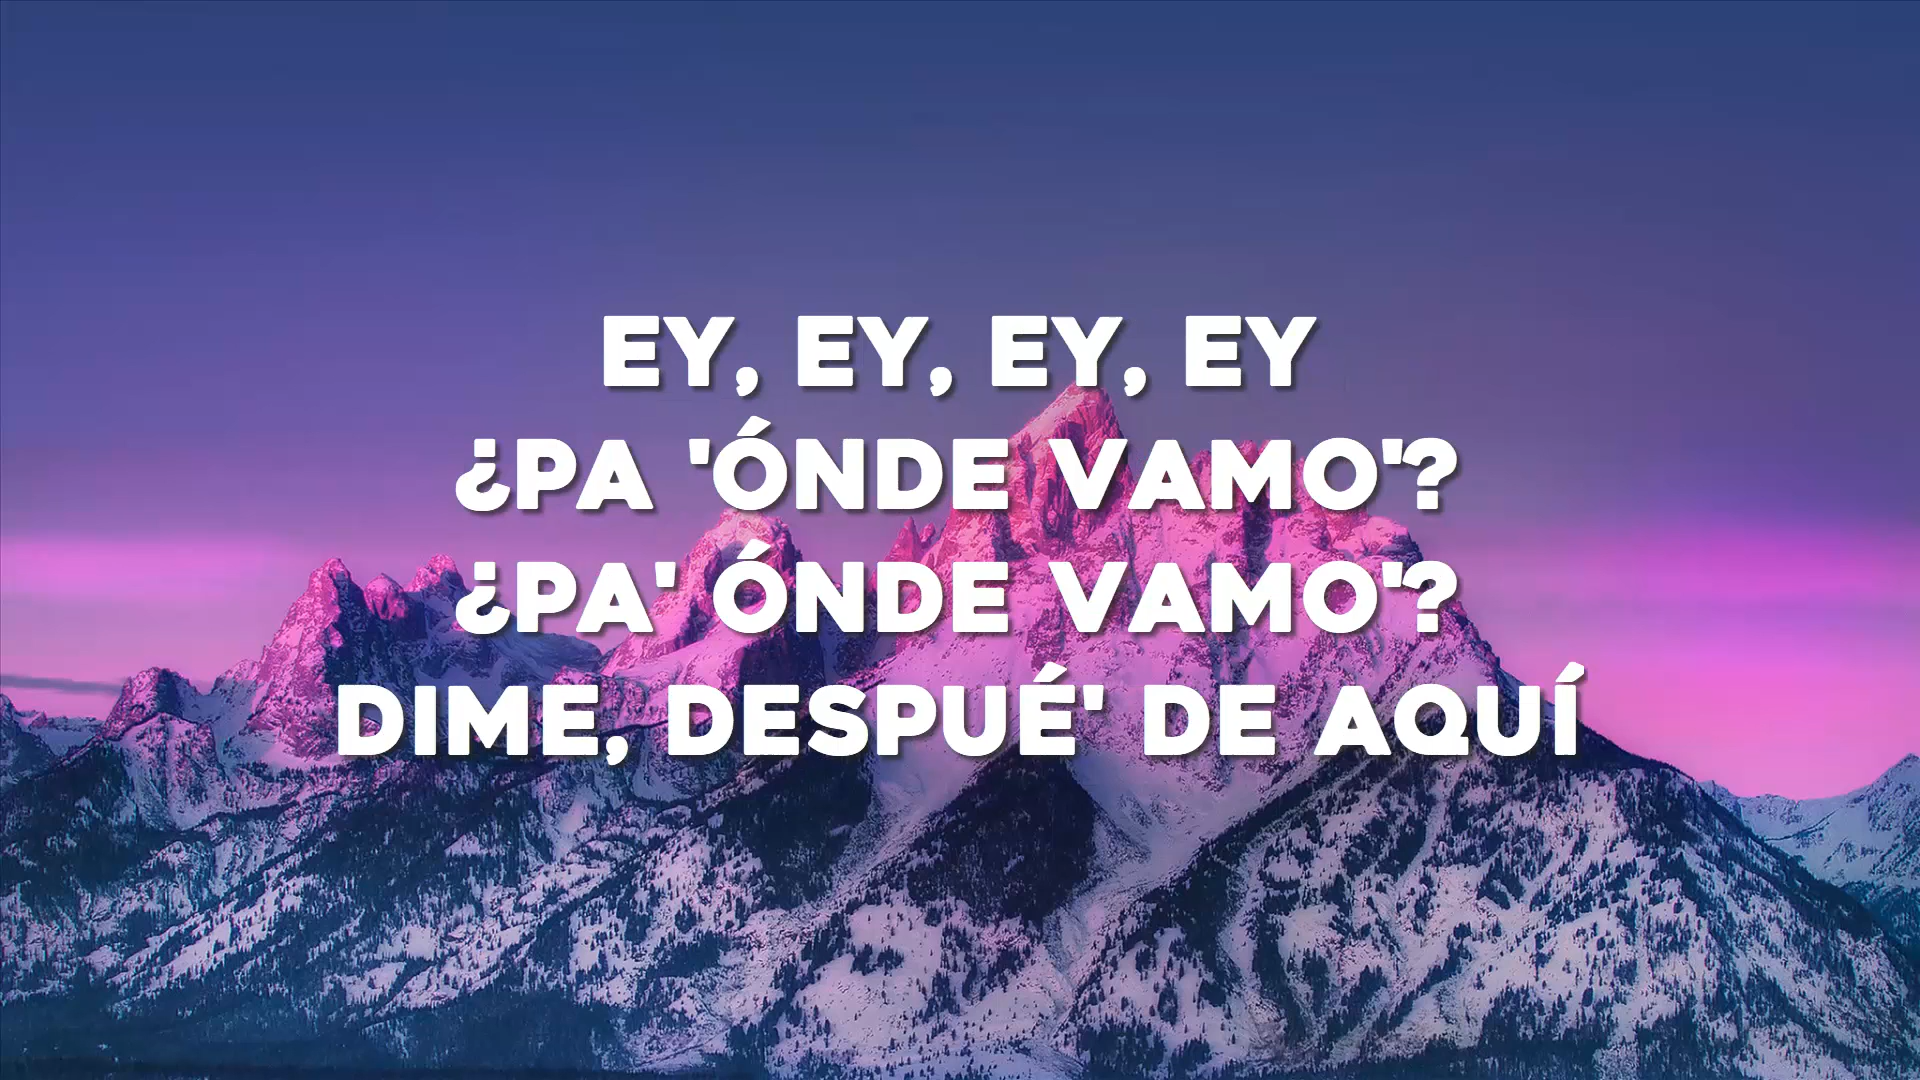 EY, EY, EY, EY
¿PA 'ÓNDE VAMO'?
¿PA' ÓNDE VAMO'?
DIME, DESPUÉ' DE AQUÍ